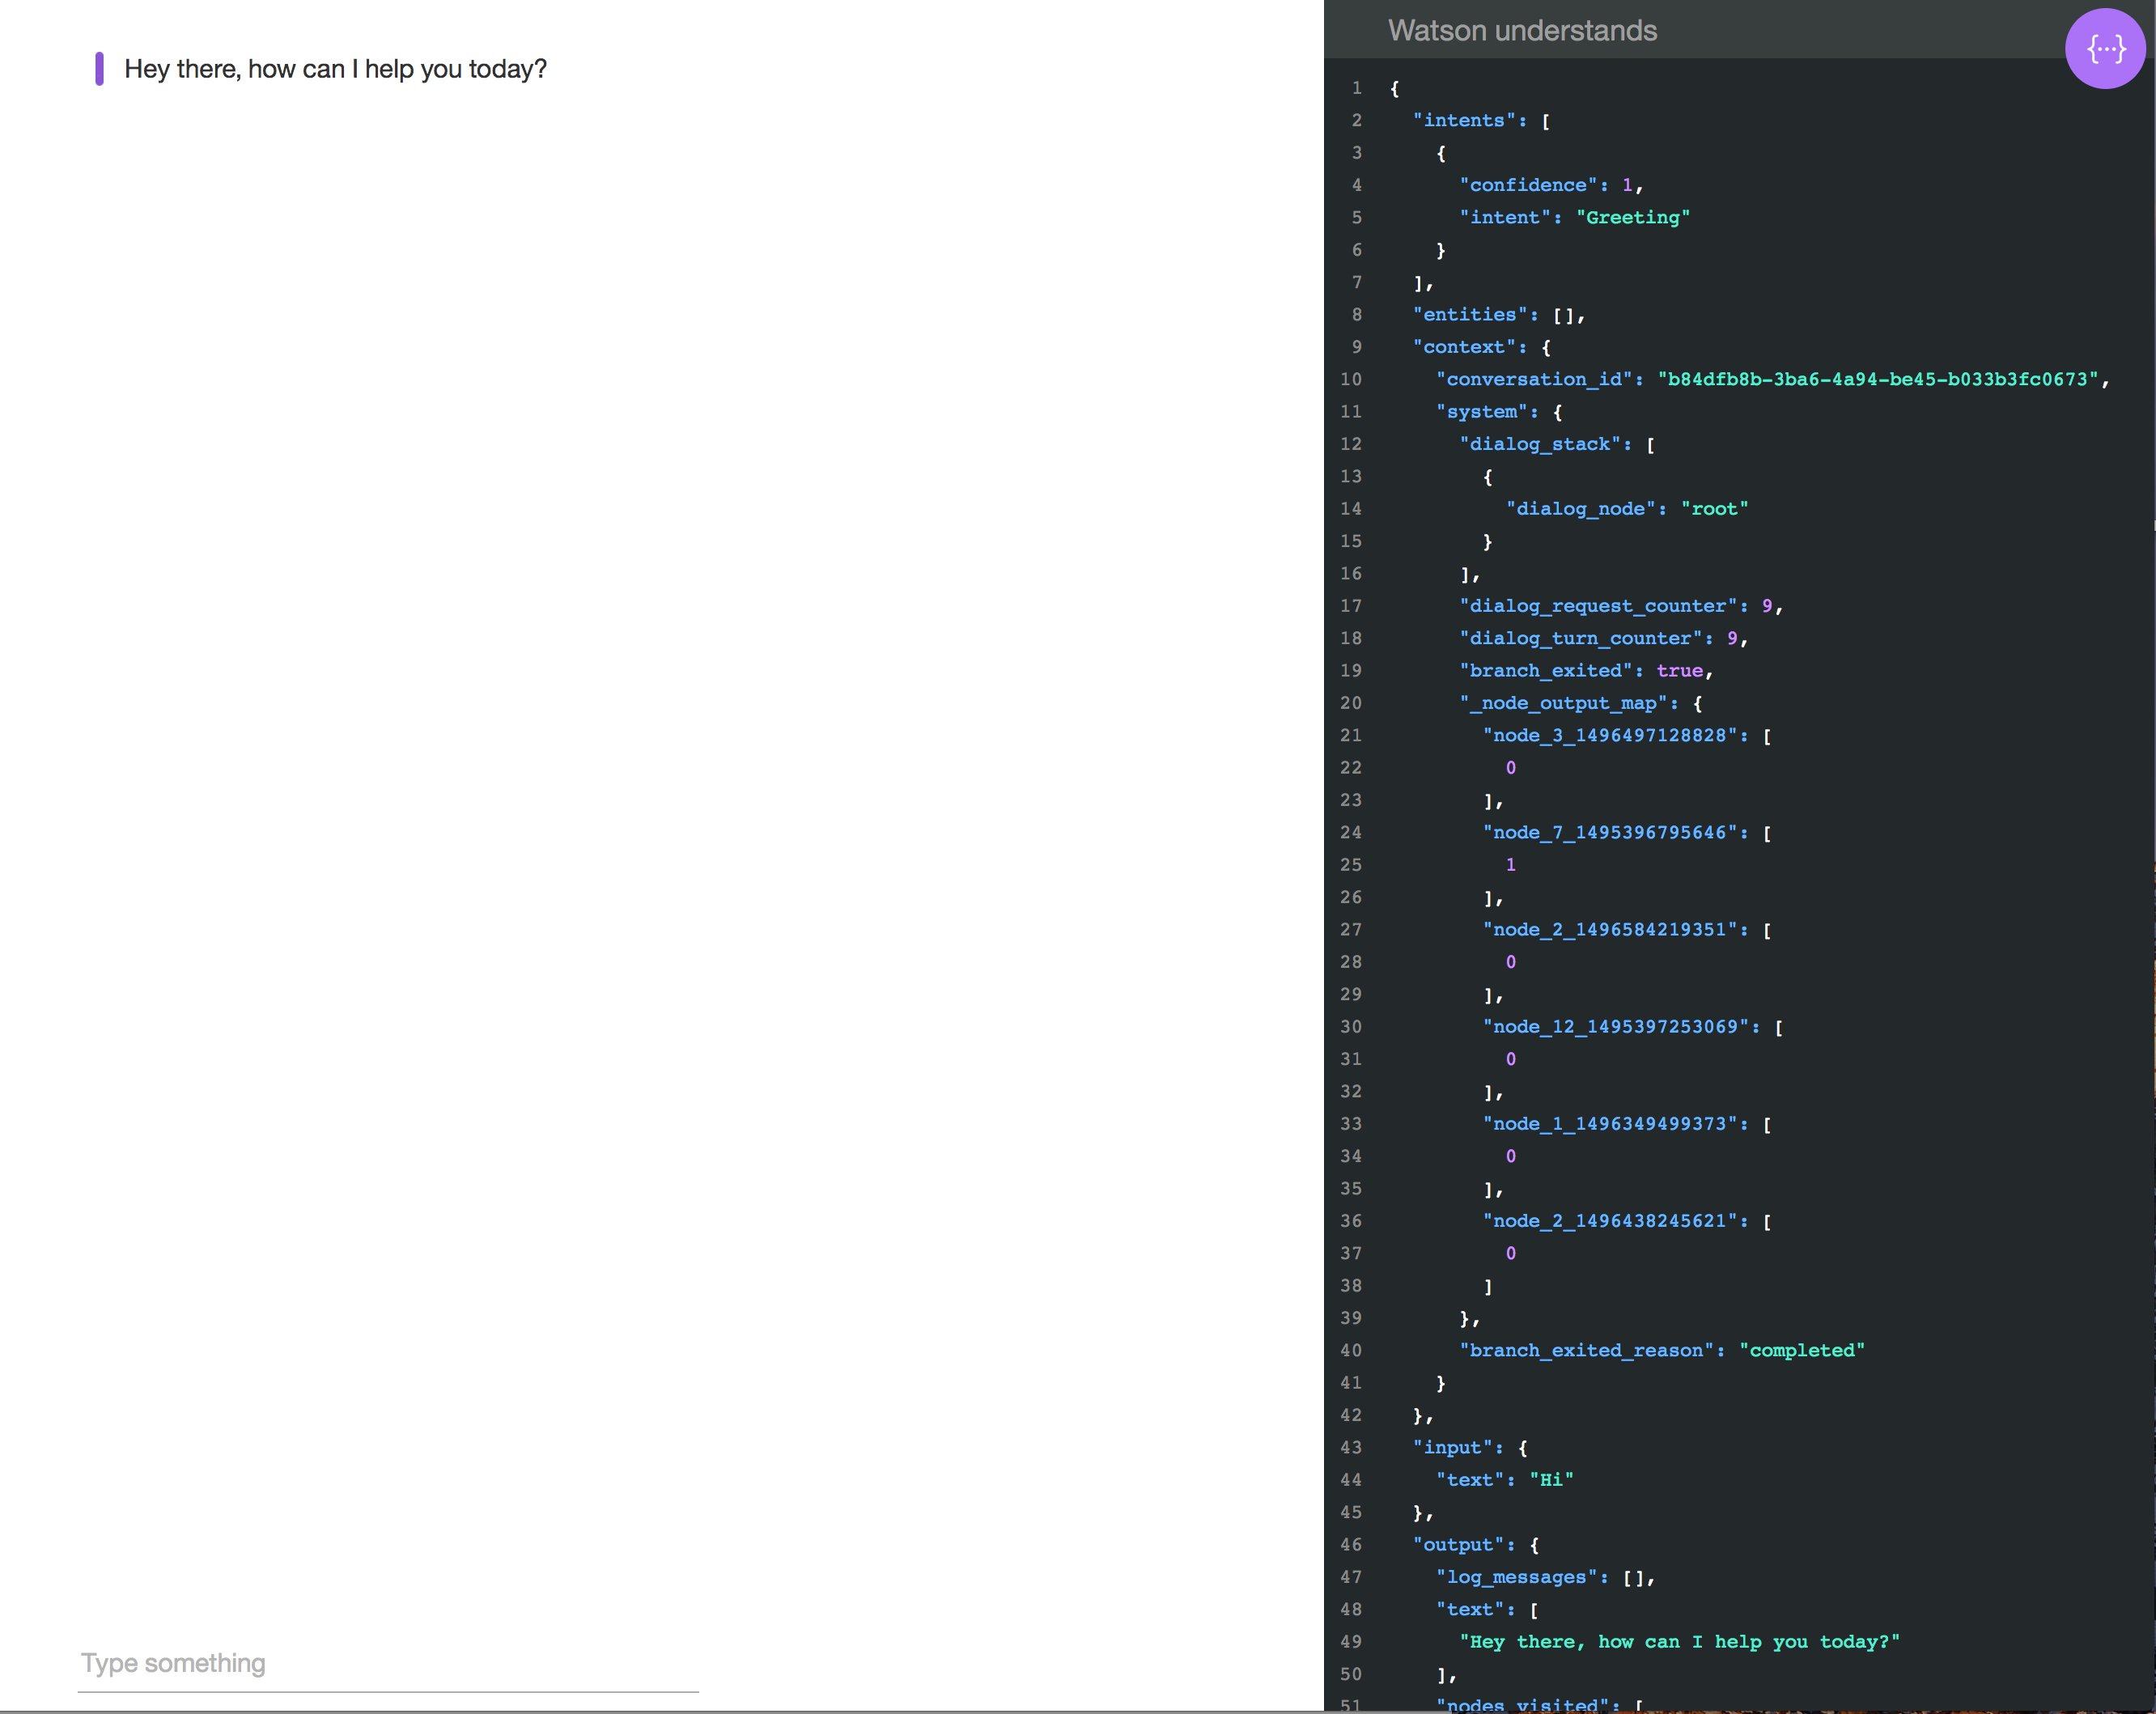 Hey there, how can I help you today?
Type something
Watson understands
{···}
1 {
2 "intents": [
3 {
4 "confidence": 1,
5 "intent": "Greeting"
6 }
7 ],
8 "entities": [],
9 "context": {
10 "conversation_id": "b84dfb8b-3ba6-4a94-be45-b033b3fc0673",
11 "system": {
12 "dialog_stack": [
13 {
14 "dialog_node": "root"
15 }
16 ],
17 "dialog_request_counter": 9,
18 "dialog_turn_counter": 9,
19 "branch_exited": true,
20 "_node_output_map": {
21 "node_3_1496497128828": [
22 0
23 ],
24 "node_7_1495396795646": [
25 1
26 ],
27 "node_2_1496584219351": [
28 0
29 ],
30 "node_12_1495397253069": [
31 0
32 ],
33 "node_1_1496349499373": [
34 0
35 ],
36 "node_2_1496438245621": [
37 0
38 ]
39 },
40 "branch_exited_reason": "completed"
41 }
42 },
43 "input": {
44 "text": "Hi"
45 },
46 "output": {
47 "log_messages": [],
48 "text": [
49 "Hey there, how can I help you today?"
50 ],
51 "nodes_visited": [